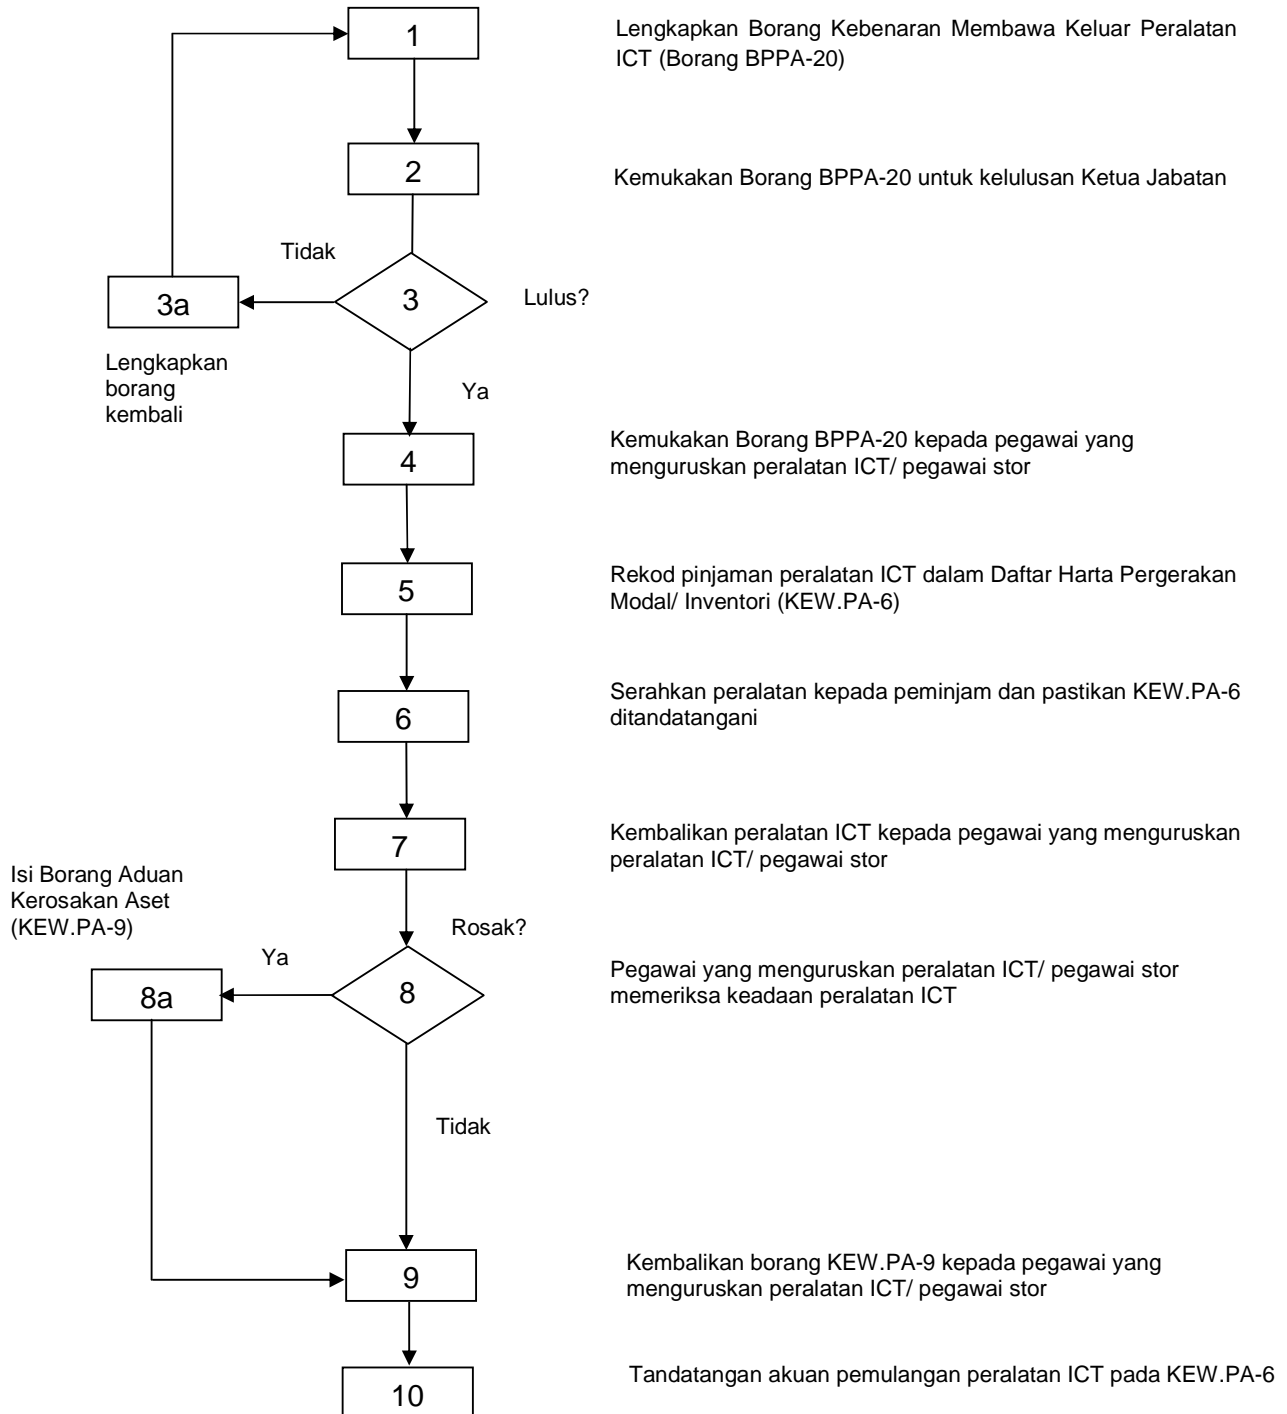 1
Lengkapkan Borang Kebenaran Membawa Keluar Peralatan
ICT (Borang BPPA-20)
2
Kemukakan Borang BPPA-20 untuk kelulusan Ketua Jabatan
Tidak
3a
3
Lulus?
Lengkapkan
borang
kembali
Ya
4
Kemukakan Borang BPPA-20 kepada pegawai yang
menguruskan peralatan ICT/ pegawai stor
5
Rekod pinjaman peralatan ICT dalam Daftar Harta Pergerakan
Modal/ Inventori (KEW.PA-6)
6
Serahkan peralatan kepada peminjam dan pastikan KEW.PA-6
ditandatangani
7
Kembalikan peralatan ICT kepada pegawai yang menguruskan
peralatan ICT/ pegawai stor
Isi Borang Aduan
Kerosakan Aset
(KEW.PA-9)
Rosak?
Ya
8a
8
Pegawai yang menguruskan peralatan ICT/ pegawai stor
memeriksa keadaan peralatan ICT
Tidak
9
Kembalikan borang KEW.PA-9 kepada pegawai yang
menguruskan peralatan ICT/ pegawai stor
10
Tandatangan akuan pemulangan peralatan ICT pada KEW.PA-6